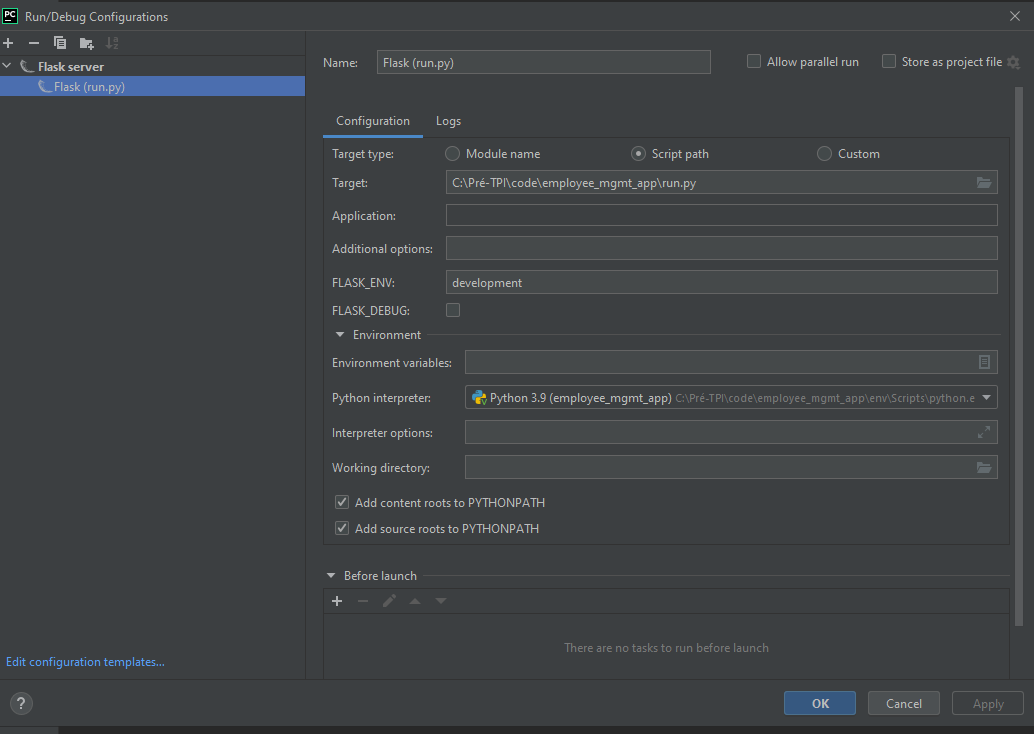 PC Run/Debug Configurations
Flask server
Flask (run.py)
Name: Flask (run.py) Allow parallel run Store as project file
Configuration Logs
Target type: Module name Script path Custom
Target: C:\Pré-TPI\code\employee_mgmt_app\run.py
Application:
Additional options:
FLASK_ENV: development
FLASK_DEBUG:
Environment
Environment variables:
Python interpreter: Python 3.9 (employee_mgmt_app) C:\Pré-TPI\code\employee_mgmt_app\env\Scripts\python.e
Interpreter options:
Working directory:
Add content roots to PYTHONPATH
Add source roots to PYTHONPATH
Before launch
There are no tasks to run before launch
Edit configuration templates...
? OK Cancel Apply